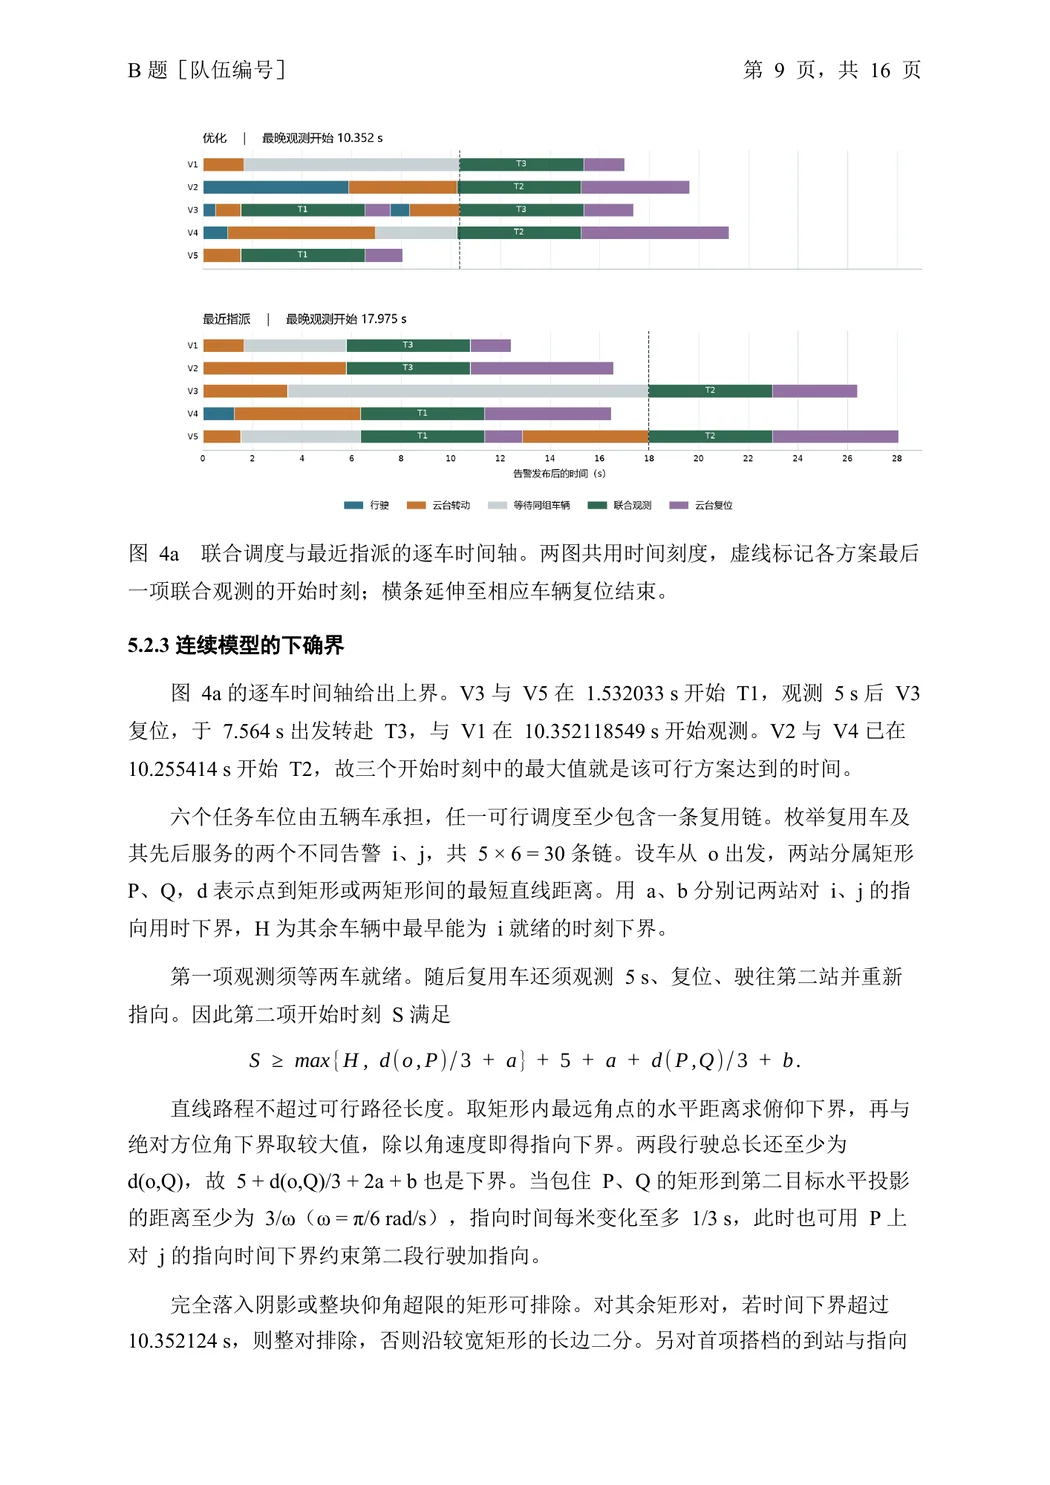 B 题［队伍编号］ 第 9 页，共 16 页
优化 | 最晚观测开始 10.352 s
V1 T3
V2 T2
V3 T1 T3
V4 T2
V5 T1
最近指派 | 最晚观测开始 17.975 s
V1 T3
V2 T3
V3 T2
V4 T1
V5 T1 T2
0 2 4 6 8 10 12 14 16 18 20 22 24 26 28
告警发布后的时间（s）
行驶 云台转动 等待同组车辆 联合观测 云台复位
图 4a 联合调度与最近指派的逐车时间轴。两图共用时间刻度，虚线标记各方案最后
一项联合观测的开始时刻；横条延伸至相应车辆复位结束。
5.2.3 连续模型的下确界
图 4a 的逐车时间轴给出上界。V3 与 V5 在 1.532033 s 开始 T1，观测 5 s 后 V3
复位，于 7.564 s 出发转赴 T3，与 V1 在 10.352118549 s 开始观测。V2 与 V4 已在
10.255414 s 开始 T2，故三个开始时刻中的最大值就是该可行方案达到的时间。
六个任务车位由五辆车承担，任一可行调度至少包含一条复用链。枚举复用车及
其先后服务的两个不同告警 i、j，共 5 × 6 = 30 条链。设车从 o 出发，两站分属矩形
P、Q，d 表示点到矩形或两矩形间的最短直线距离。用 a、b 分别记两站对 i、j 的指
向用时下界，H 为其余车辆中最早能为 i 就绪的时刻下界。
第一项观测须等两车就绪。随后复用车还须观测 5 s、复位、驶往第二站并重新
指向。因此第二项开始时刻 S 满足
S ≥ max{H , d(o,P)/3 + a} + 5 + a + d(P,Q)/3 + b.
直线路程不超过可行路径长度。取矩形内最远角点的水平距离求俯仰下界，再与
绝对方位角下界取较大值，除以角速度即得指向下界。两段行驶总长还至少为
d(o,Q)，故 5 + d(o,Q)/3 + 2a + b 也是下界。当包住 P、Q 的矩形到第二目标水平投影
的距离至少为 3/ω（ω = π/6 rad/s），指向时间每米变化至多 1/3 s，此时也可用 P 上
对 j 的指向时间下界约束第二段行驶加指向。
完全落入阴影或整块仰角超限的矩形可排除。对其余矩形对，若时间下界超过
10.352124 s，则整对排除，否则沿较宽矩形的长边二分。另对首项搭档的到站与指向